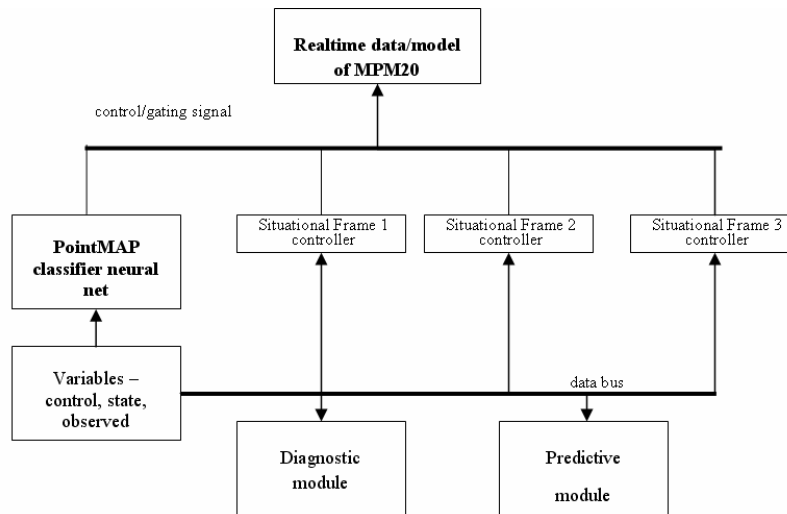 Realtime data/model
of MPM20
control/gating signal
PointMAP
classifier neural
net
Situational Frame 1
controller
Situational Frame 2
controller
Situational Frame 3
controller
Variables –
control, state,
observed
data bus
Diagnostic
module
Predictive
module